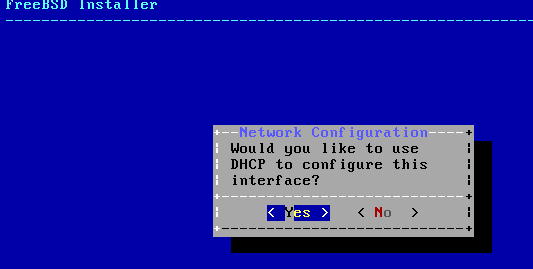 FreeBSD Installer
Network Configuration
Would you like to use
DHCP to configure this
interface?
< Yes > < No >